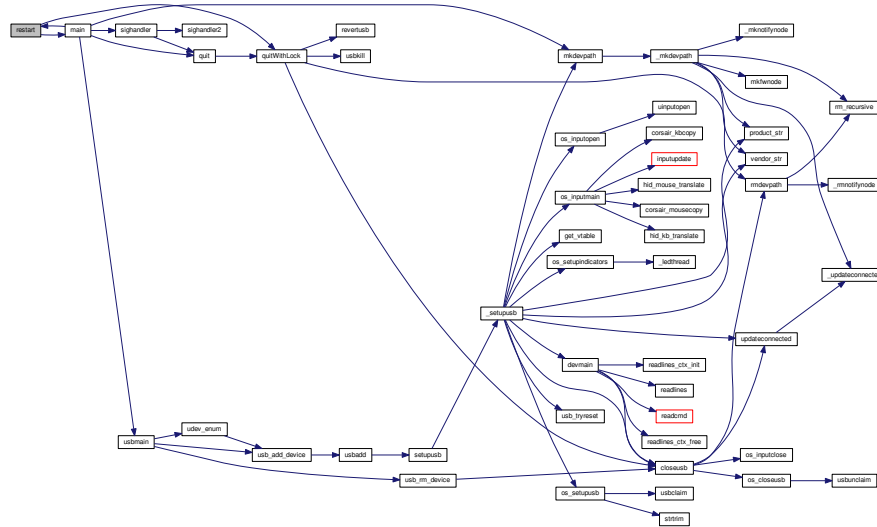 restart
main
sighandler
sighandler2
quit
quitWithLock
revertusb
usbkill
mkdevpath
_mkdevpath
_mknotifynode
mkfwnode
rm_recursive
uinputopen
os_inputopen
corsair_kbcopy
product_str
inputupdate
vendor_str
hid_mouse_translate
rmdevpath
_rmnotifynode
os_inputmain
corsair_mousecopy
get_vtable
hid_kb_translate
os_setupindicators
_ledthread
_updateconnected
_setupusb
updateconnected
devmain
readlines_ctx_init
readlines
usb_tryreset
readcmd
udev_enum
usbmain
readlines_ctx_free
usb_add_device
usbadd
setupusb
os_inputclose
closeusb
usb_rm_device
os_closeusb
usbunclaim
os_setupusb
usbclaim
strtrim